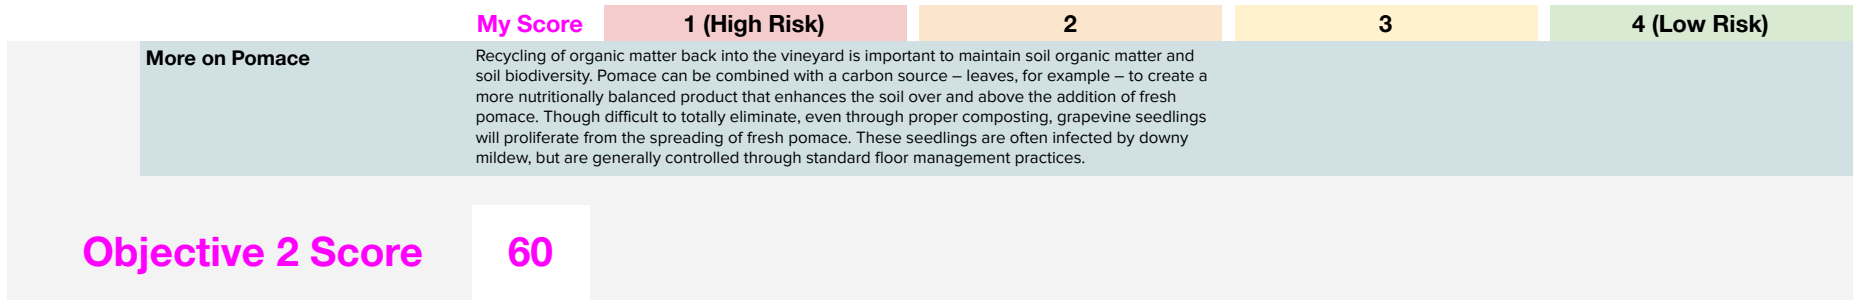 My Score 1 (High Risk) 2 3 4 (Low Risk)
More on Pomace
Recycling of organic matter back into the vineyard is important to maintain soil organic matter and
soil biodiversity. Pomace can be combined with a carbon source – leaves, for example – to create a
more nutritionally balanced product that enhances the soil over and above the addition of fresh
pomace. Though difficult to totally eliminate, even through proper composting, grapevine seedlings
will proliferate from the spreading of fresh pomace. These seedlings are often infected by downy
mildew, but are generally controlled through standard floor management practices.
Objective 2 Score 60